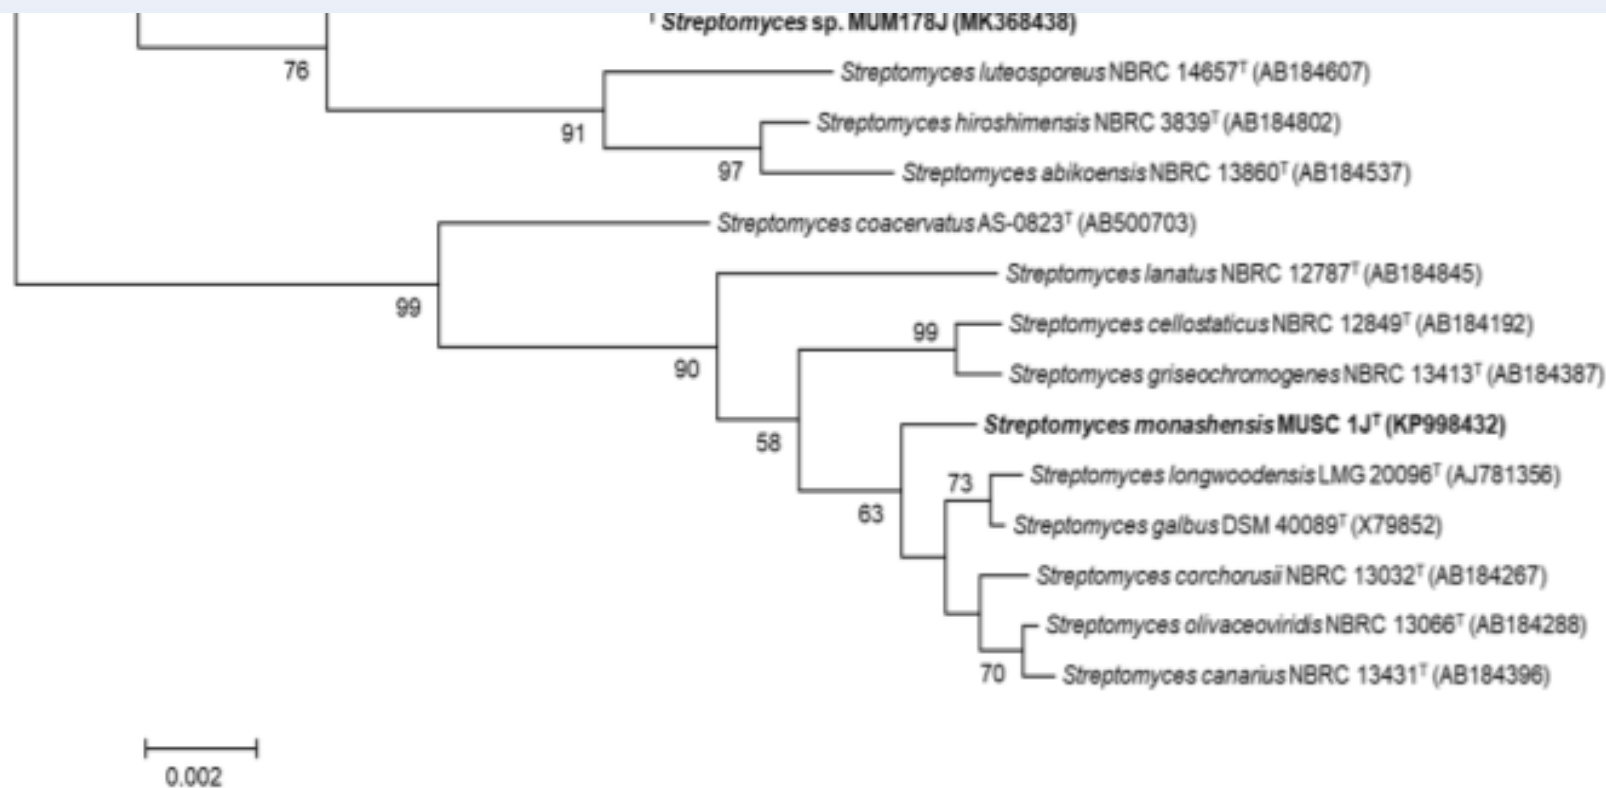 Streptomyces sp. MUM178J (MK368438)
76
Streptomyces luteosporeus NBRC 14657ᵀ (AB184607)
Streptomyces hiroshimensis NBRC 3839ᵀ (AB184802)
91
97
Streptomyces abikoensis NBRC 13860ᵀ (AB184537)
Streptomyces coacervatus AS-0823ᵀ (AB500703)
Streptomyces lanatus NBRC 12787ᵀ (AB184845)
99
99
Streptomyces cellostaticus NBRC 12849ᵀ (AB184192)
90
Streptomyces griseochromogenes NBRC 13413ᵀ (AB184387)
Streptomyces monashensis MUSC 1Jᵀ (KP998432)
58
73
Streptomyces longwoodensis LMG 20096ᵀ (AJ781356)
63
Streptomyces galbus DSM 40089ᵀ (X79852)
Streptomyces corchorusii NBRC 13032ᵀ (AB184267)
Streptomyces olivaceoviridis NBRC 13066ᵀ (AB184288)
70
Streptomyces canarius NBRC 13431ᵀ (AB184396)
0.002